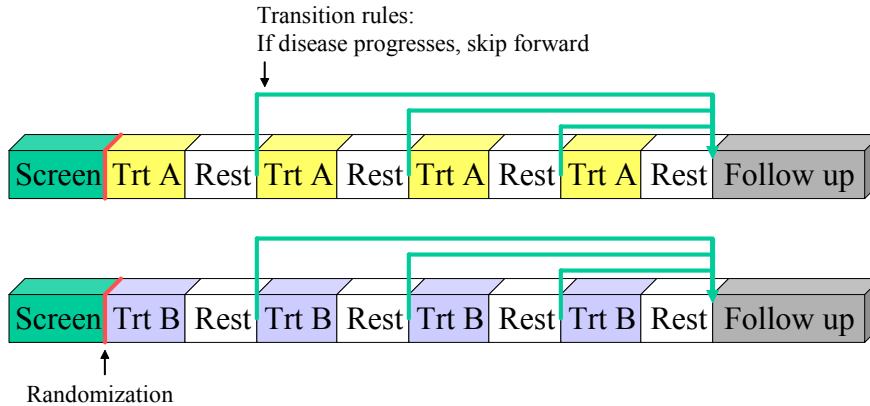 Transition rules:
If disease progresses, skip forward
Screen Trt A Rest Trt A Rest Trt A Rest Trt A Rest Follow up
Screen Trt B Rest Trt B Rest Trt B Rest Trt B Rest Follow up
Randomization